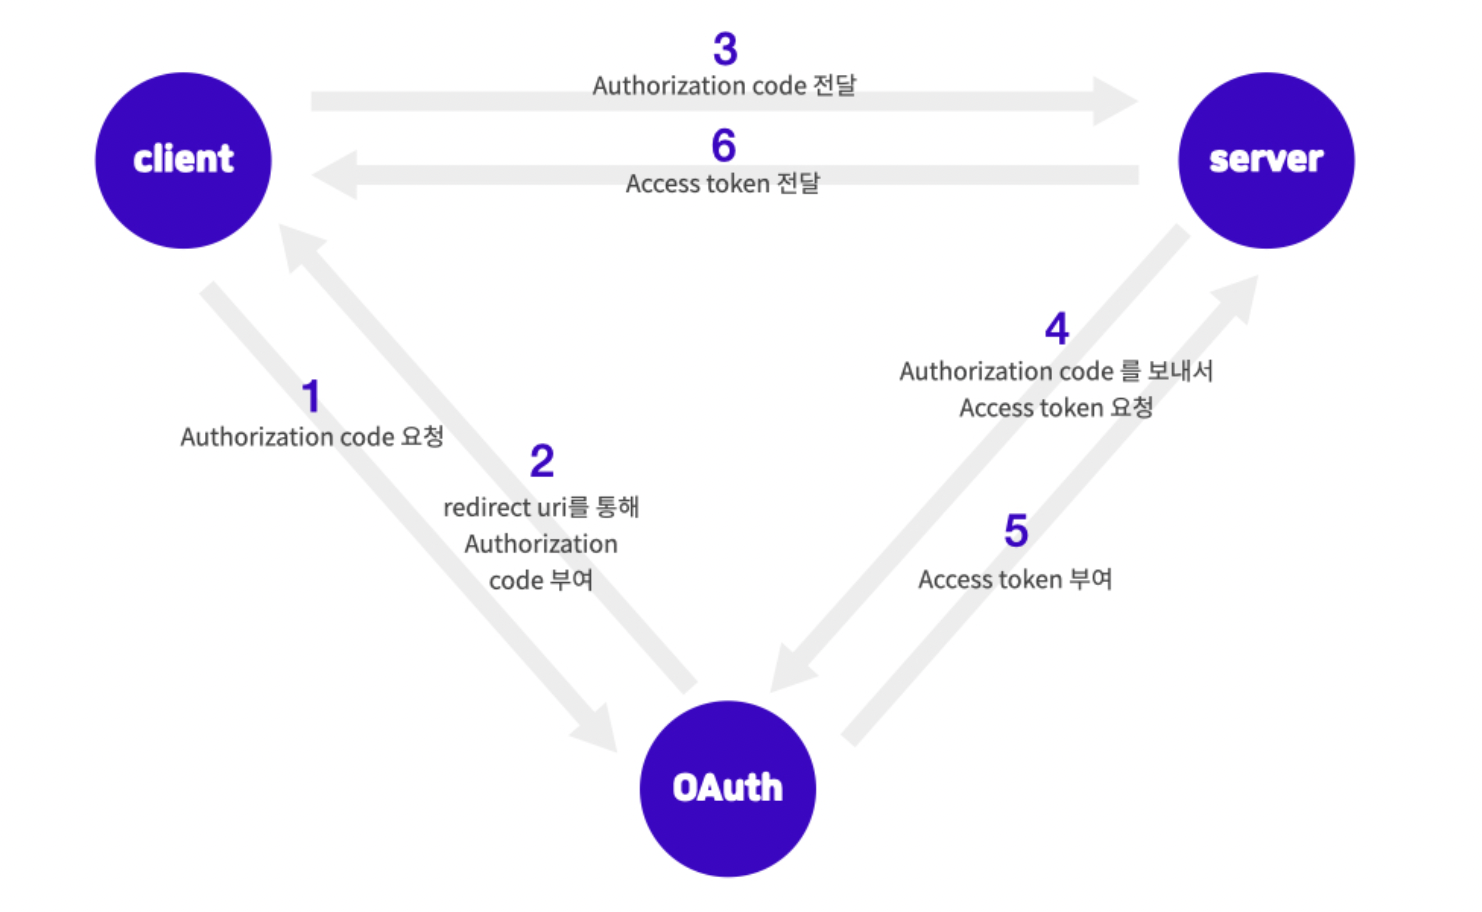 3
Authorization code 전달
client
server
6
Access token 전달
4
Authorization code 를 보내서
Access token 요청
1
Authorization code 요청
2
redirect uri를 통해
Authorization
code 부여
5
Access token 부여
OAuth